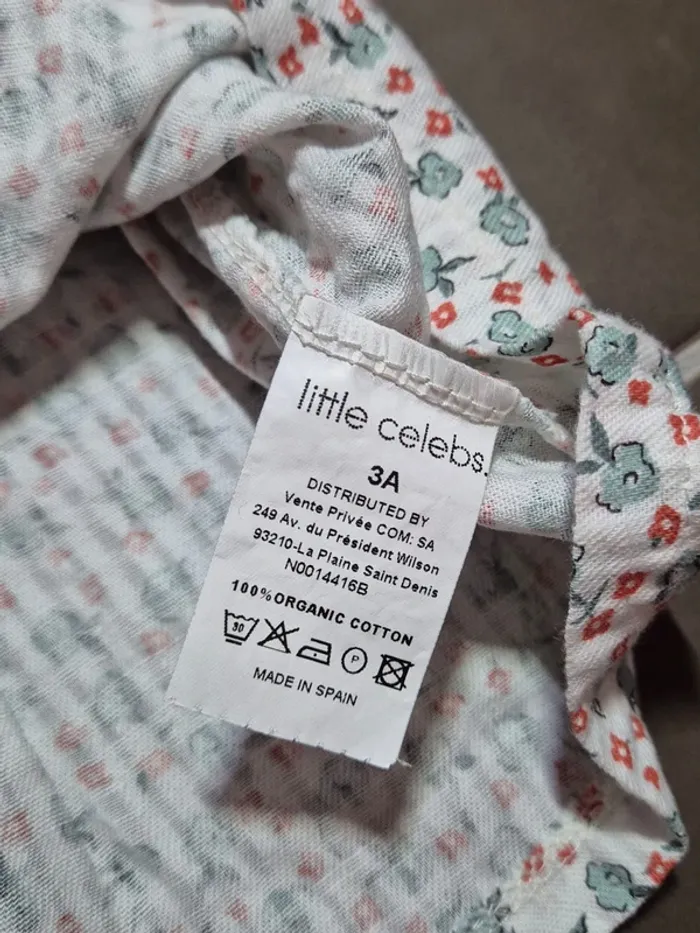 little celebs.
3A
DISTRIBUTED BY
Vente Privée COM: SA
249 Av. du Président Wilson
93210-La Plaine Saint Denis
N0014416B
100% ORGANIC COTTON
30
P
MADE IN SPAIN